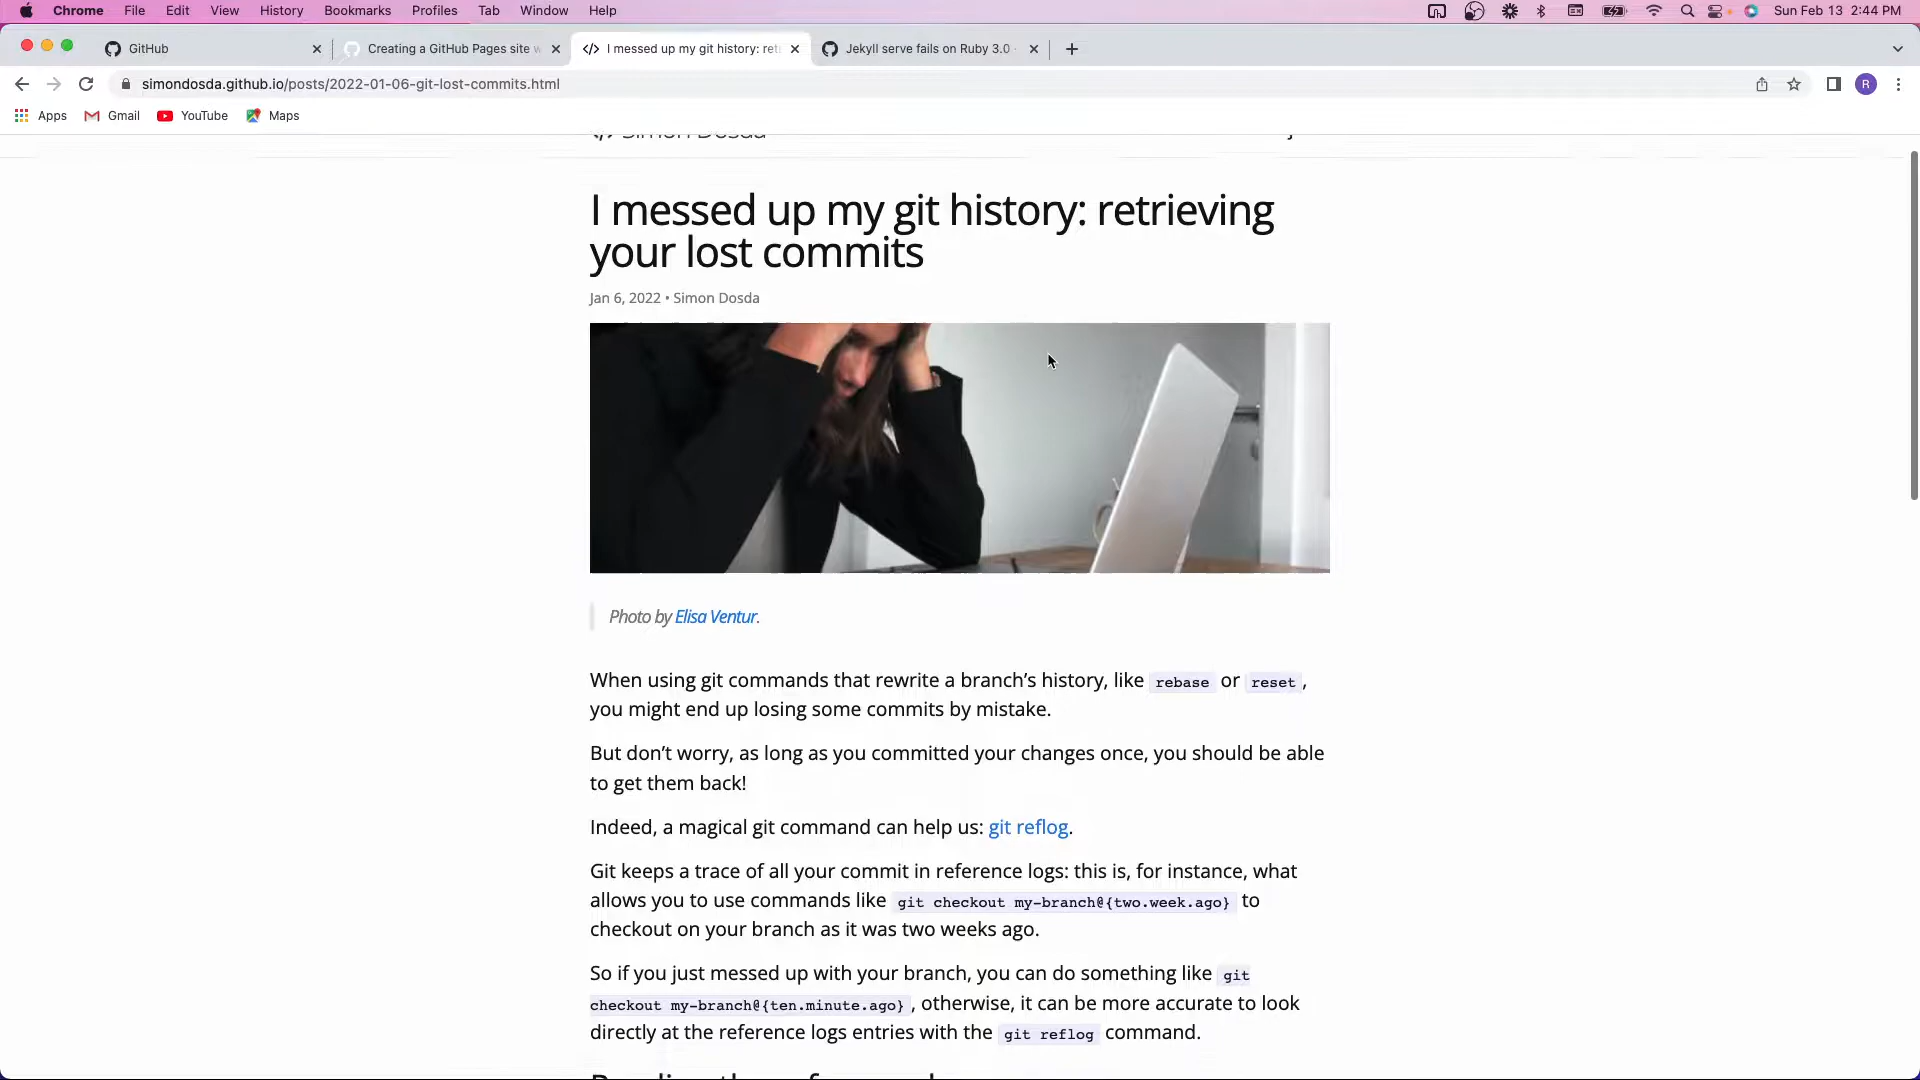 Chrome File Edit View History Bookmarks Profiles Tab Window Help Sun Feb 13 2:44 PM
GitHub Creating a GitHub Pages site I messed up my git history: ret Jekyll serve fails on Ruby 3.0
simondosda.github.io/posts/2022-01-06-git-lost-commits.html R
Apps Gmail YouTube Maps
Simon Dosda
I messed up my git history: retrieving
your lost commits
Jan 6, 2022 • Simon Dosda
Photo by Elisa Ventur.
When using git commands that rewrite a branch’s history, like rebase or reset,
you might end up losing some commits by mistake.
But don’t worry, as long as you committed your changes once, you should be able
to get them back!
Indeed, a magical git command can help us: git reflog.
Git keeps a trace of all your commit in reference logs: this is, for instance, what
allows you to use commands like git checkout my-branch@{two.week.ago} to
checkout on your branch as it was two weeks ago.
So if you just messed up with your branch, you can do something like git
checkout my-branch@{ten.minute.ago}, otherwise, it can be more accurate to look
directly at the reference logs entries with the git reflog command.